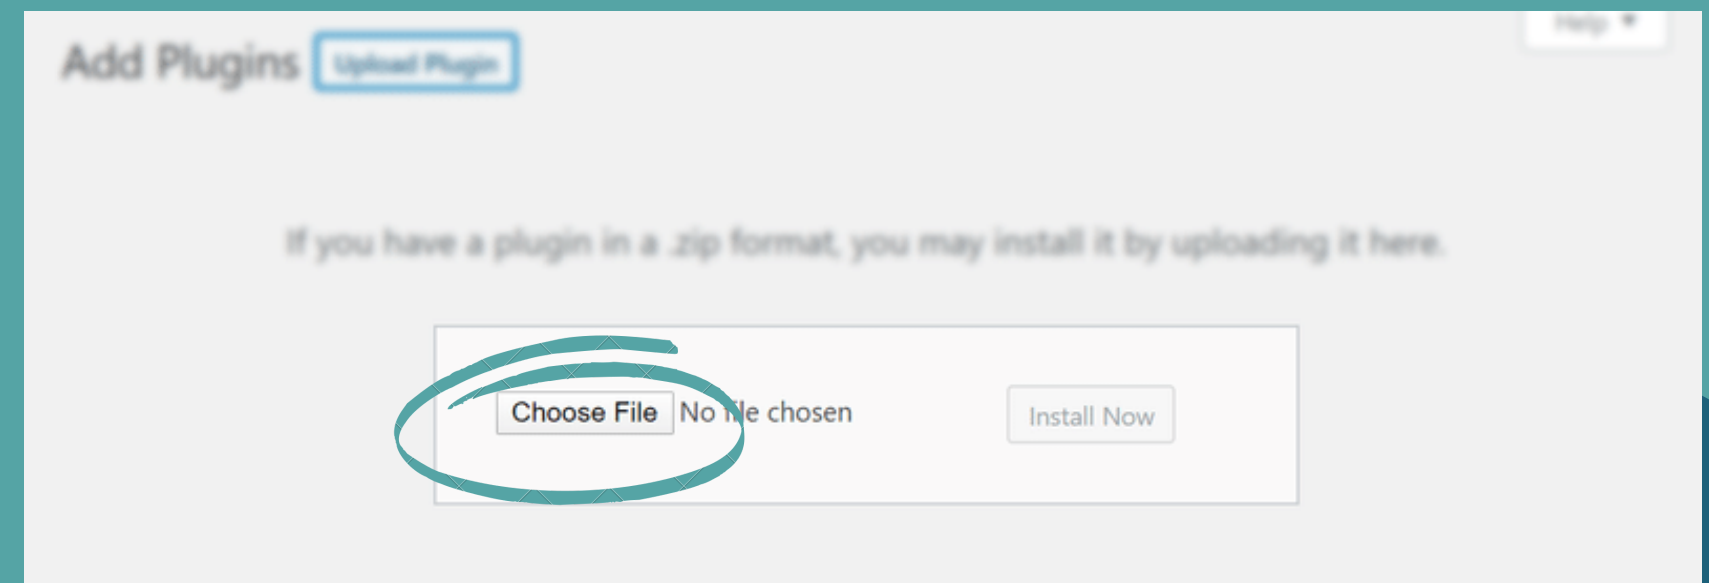 Help
Add Plugins Upload Plugin
If you have a plugin in a .zip format, you may install it by uploading it here.
Choose File No file chosen Install Now